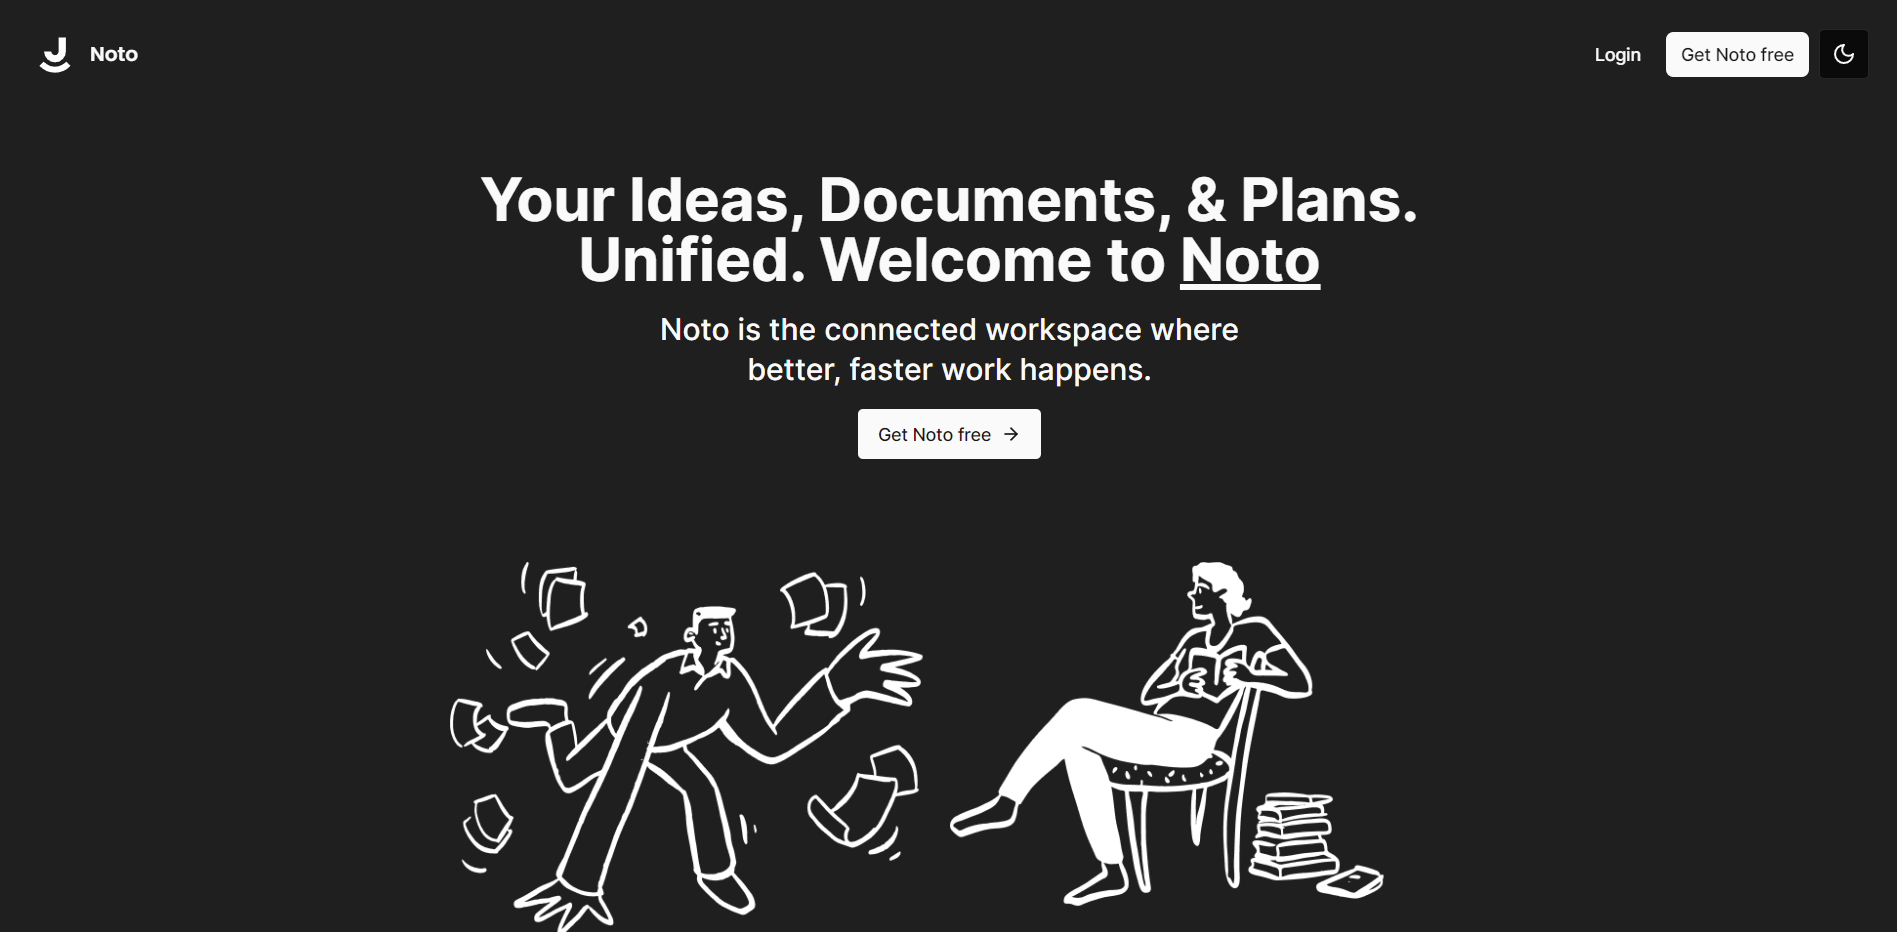 Noto
Login
Get Noto free
Your Ideas, Documents, & Plans.
Unified. Welcome to Noto
Noto is the connected workspace where
better, faster work happens.
Get Noto free →